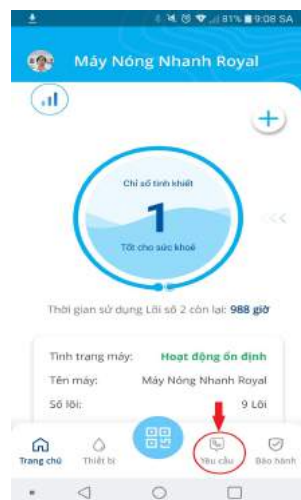 81% 9:08 SA
Máy Nóng Nhanh Royal
Chỉ số tinh khiết
1
Tốt cho sức khoẻ
Thời gian sử dụng Lõi số 2 còn lại: 988 giờ
Tình trạng máy: Hoạt động ổn định
Tên máy: Máy Nóng Nhanh Royal
Số lõi: 9 Lõi
Trang chủ Thiết bị Yêu cầu Bảo hành